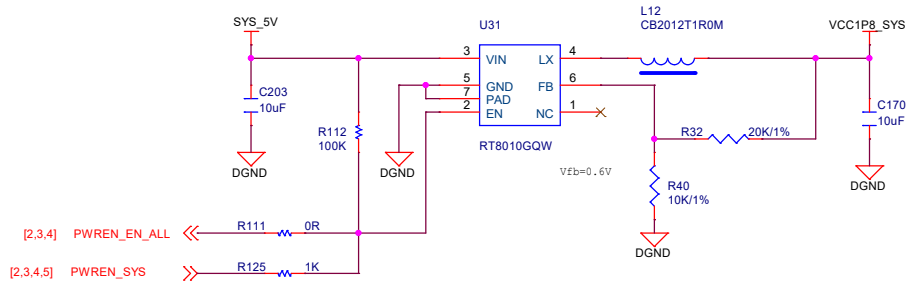 L12
CB2012T1R0M
SYS_5V
U31
VCC1P8_SYS
3
VIN
LX
4
5
GND
FB
6
7
PAD
2
EN
NC
1
C203
10uF
R112
100K
RT8010GQW
R32
20K/1%
C170
10uF
DGND
DGND
Vfb=0.6V
R40
10K/1%
DGND
DGND
[2,3,4]
PWREN_EN_ALL
R111
0R
[2,3,4,5]
PWREN_SYS
R125
1K